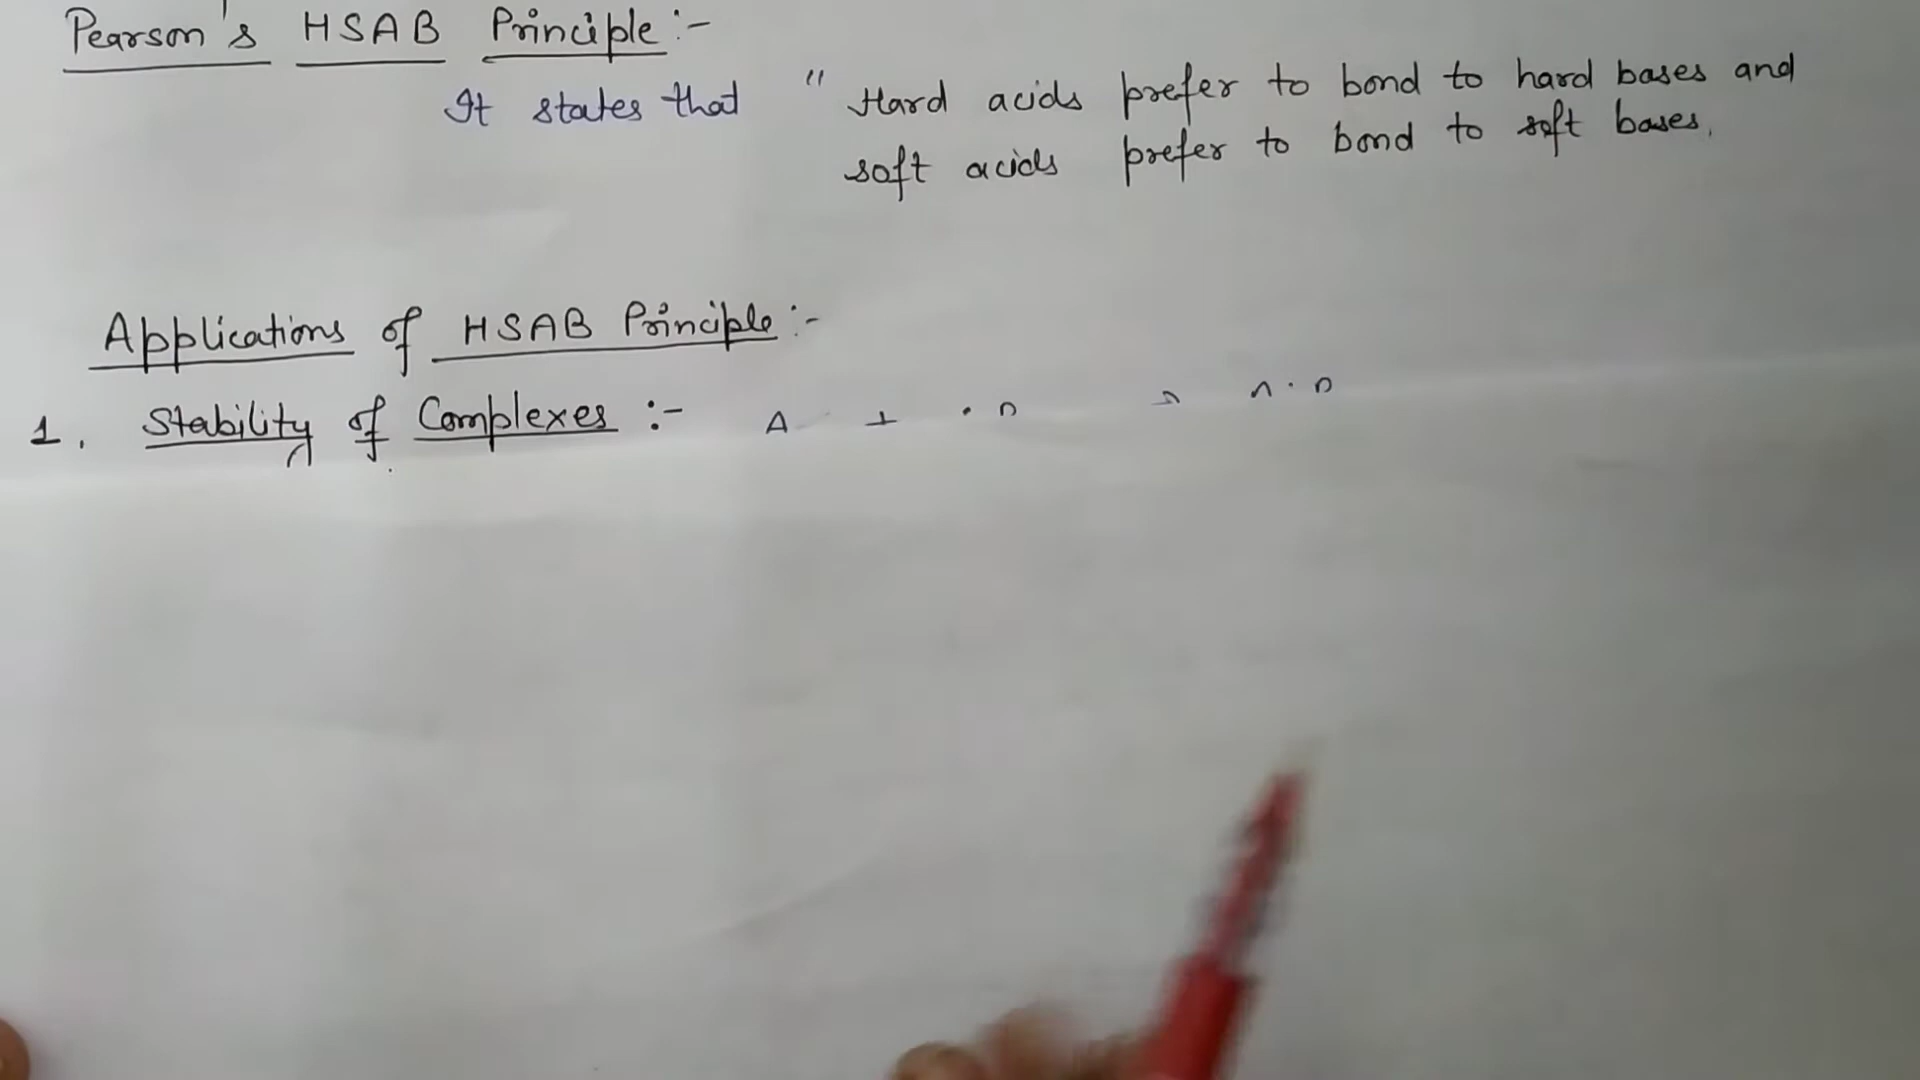 Pearson's HSAB Principle :-
It states that " Hard acids prefer to bond to hard bases and
soft acids prefer to bond to soft bases.
Applications of HSAB Principle :-
1. Stability of Complexes :- A +